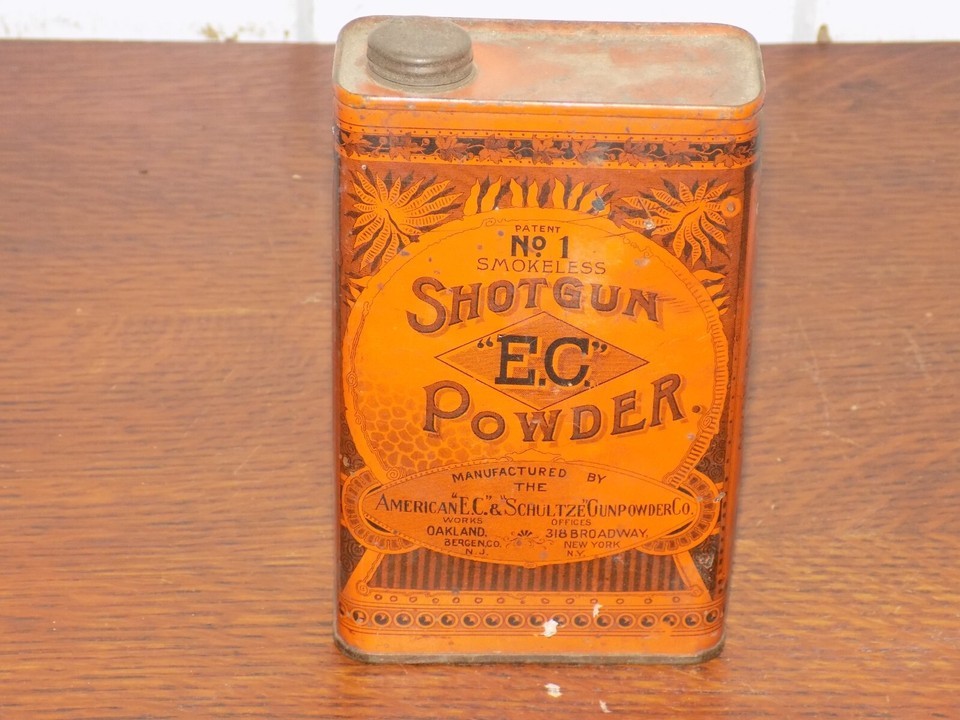 PATENT
No 1
SMOKELESS
SHOTGUN
"E.C."
POWDER.
MANUFACTURED BY
THE
AMERICAN "E.C." & "SCHULTZE" GUNPOWDER CO.
WORKS OFFICES
OAKLAND, 318 BROADWAY,
BERGEN, CO. NEW YORK
N.J. N.Y.